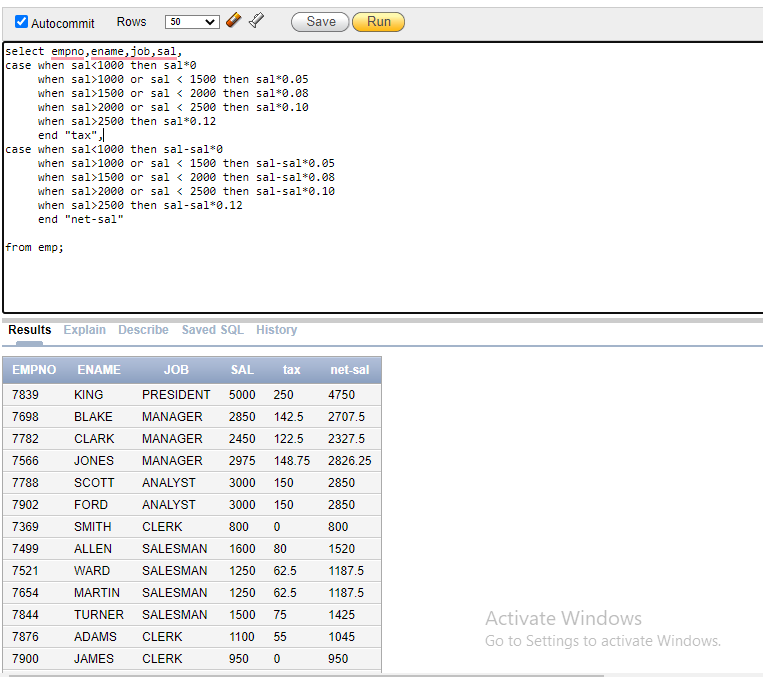 Autocommit Rows 50 Save Run
select empno,ename,job,sal,
case when sal<1000 then sal*0
when sal>1000 or sal < 1500 then sal*0.05
when sal>1500 or sal < 2000 then sal*0.08
when sal>2000 or sal < 2500 then sal*0.10
when sal>2500 then sal*0.12
end "tax",
case when sal<1000 then sal-sal*0
when sal>1000 or sal < 1500 then sal-sal*0.05
when sal>1500 or sal < 2000 then sal-sal*0.08
when sal>2000 or sal < 2500 then sal-sal*0.10
when sal>2500 then sal-sal*0.12
end "net-sal"
from emp;
Results Explain Describe Saved SQL History
EMPNO ENAME JOB SAL tax net-sal
7839 KING PRESIDENT 5000 250 4750
7698 BLAKE MANAGER 2850 142.5 2707.5
7782 CLARK MANAGER 2450 122.5 2327.5
7566 JONES MANAGER 2975 148.75 2826.25
7788 SCOTT ANALYST 3000 150 2850
7902 FORD ANALYST 3000 150 2850
7369 SMITH CLERK 800 0 800
7499 ALLEN SALESMAN 1600 80 1520
7521 WARD SALESMAN 1250 62.5 1187.5
7654 MARTIN SALESMAN 1250 62.5 1187.5
7844 TURNER SALESMAN 1500 75 1425
7876 ADAMS CLERK 1100 55 1045
7900 JAMES CLERK 950 0 950
Activate Windows
Go to Settings to activate Windows.